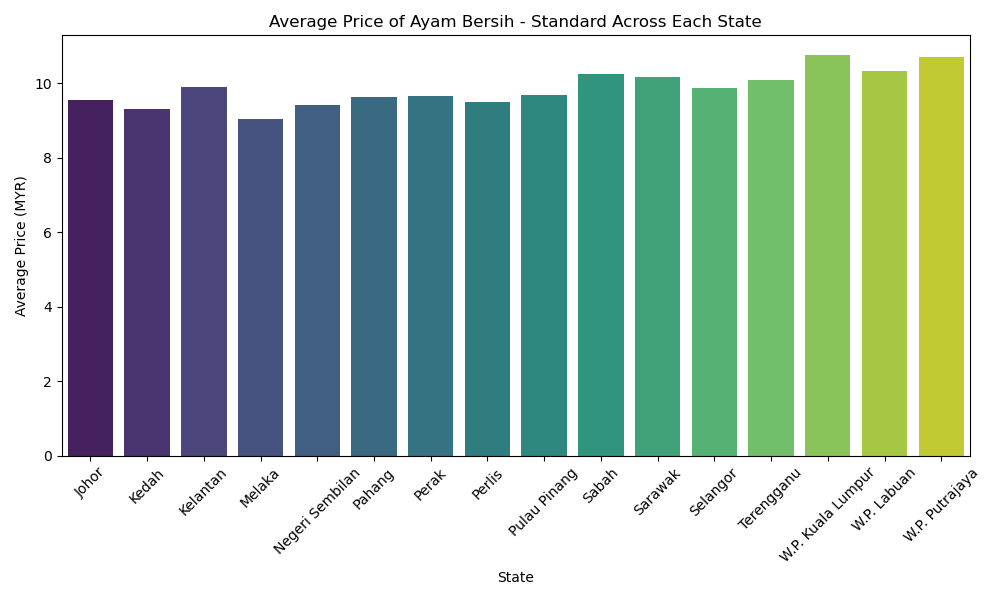 Average Price of Ayam Bersih - Standard Across Each State
Average Price (MYR)
10
8
6
4
2
0
Johor
Kedah
Kelantan
Melaka
Negeri Sembilan
Pahang
Perak
Perlis
Pulau Pinang
Sabah
Sarawak
Selangor
Terengganu
W.P. Kuala Lumpur
W.P. Labuan
W.P. Putrajaya
State